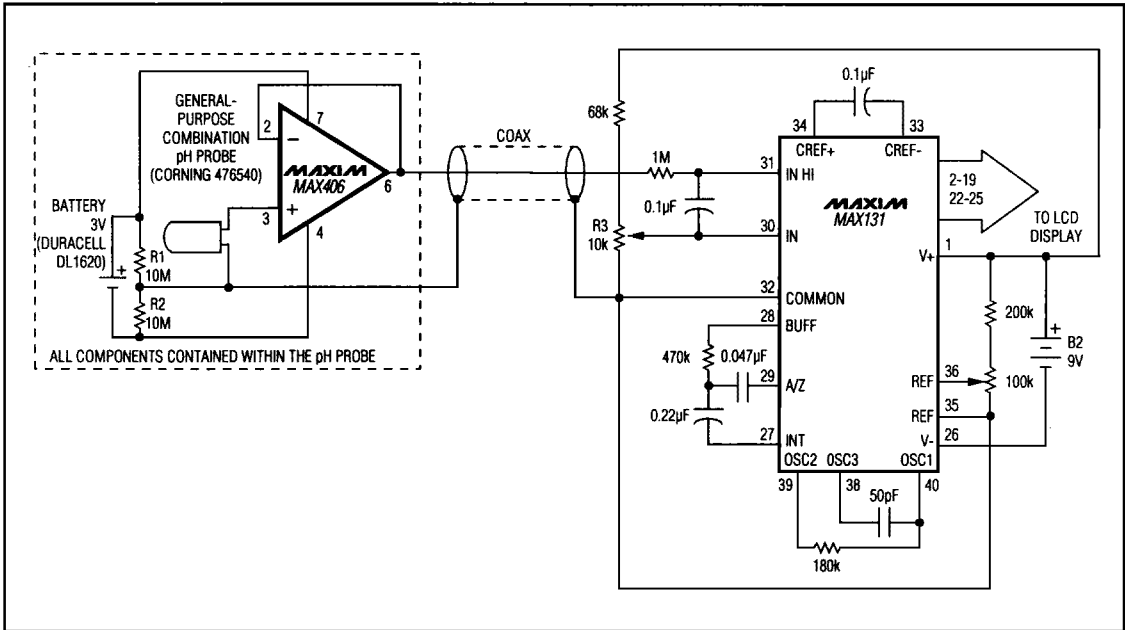 GENERAL-
PURPOSE
COMBINATION
pH PROBE
(CORNING 476540)
BATTERY
3V
(DURACELL
DL1620)
+
R1
10M
R2
10M
2
−
7
MAXIM
MAX406
6
3
+
4
ALL COMPONENTS CONTAINED WITHIN THE pH PROBE
COAX
68k
1M
0.1µF
R3
10k
0.1µF
34
33
CREF+
CREF-
31
IN HI
30
IN
32
COMMON
28
BUFF
470k
0.047µF
29
A/Z
0.22µF
27
INT
MAXIM
MAX131
2-19
22-25
TO LCD
DISPLAY
1
V+
200k
+
B2
9V
36
REF
100k
35
REF
26
V-
OSC2
OSC3
OSC1
39
38
40
50pF
180k